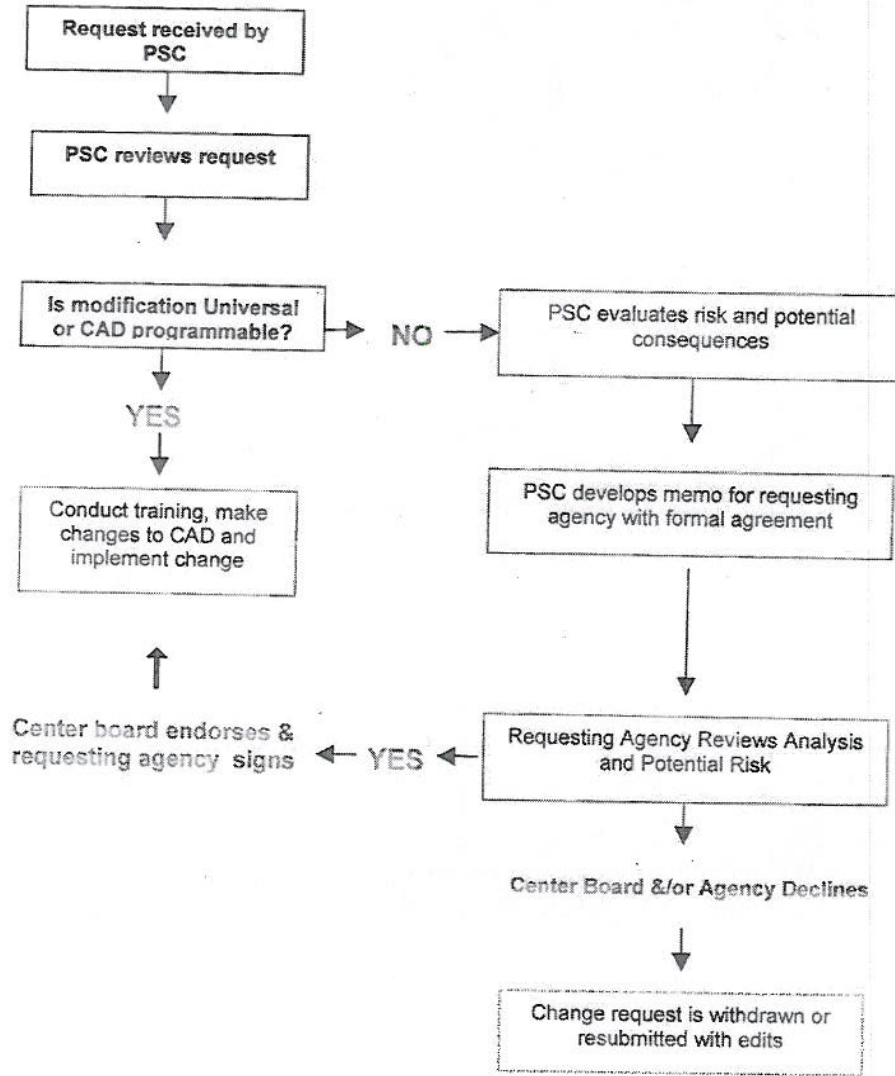 Request received by
PSC
PSC reviews request
Is modification Universal
or CAD programmable?
NO
PSC evaluates risk and potential
consequences
YES
Conduct training, make
changes to CAD and
implement change
PSC develops memo for requesting
agency with formal agreement
Requesting Agency Reviews Analysis
and Potential Risk
YES
Center board endorses &
requesting agency signs
Center Board &/or Agency Declines
Change request is withdrawn or
resubmitted with edits